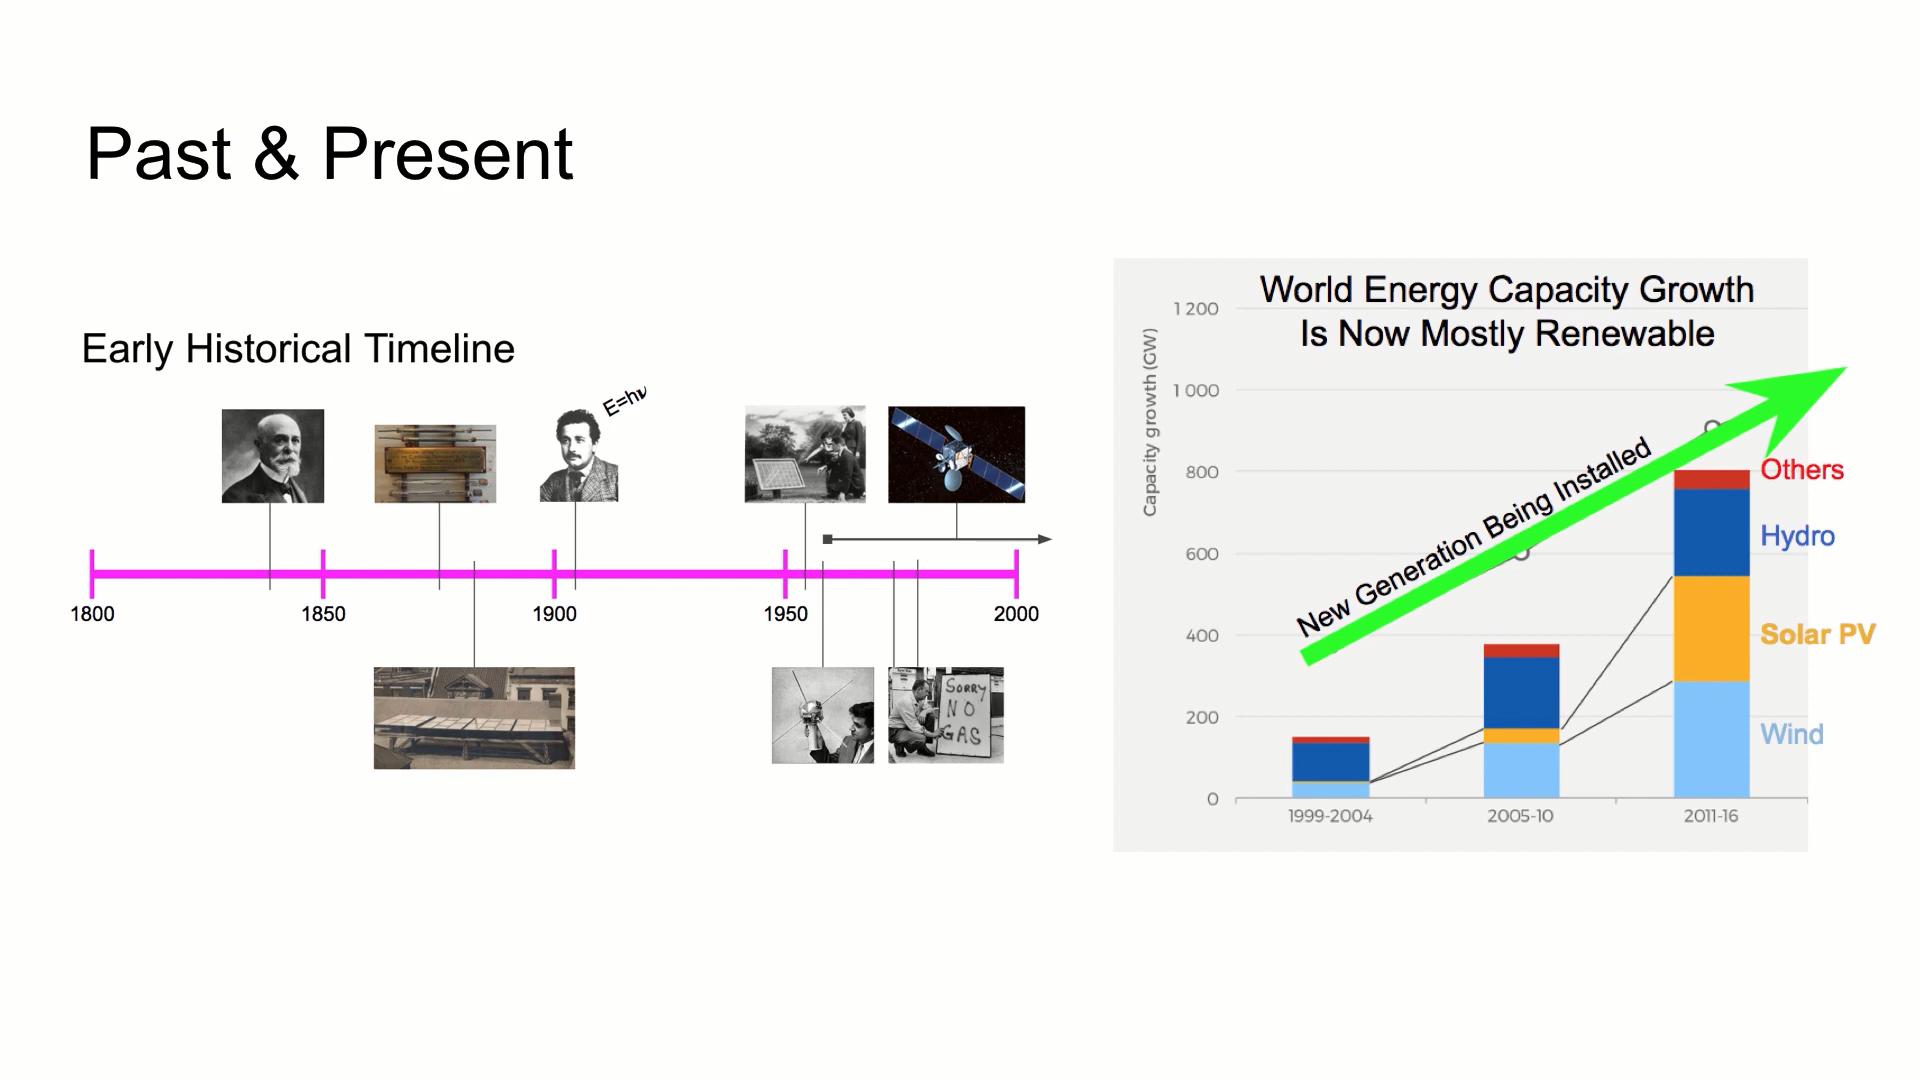 Past & Present
Early Historical Timeline
E=hν
1800
1850
1900
1950
2000
SORRY
NO
GAS
World Energy Capacity Growth
Is Now Mostly Renewable
Capacity growth (GW)
1 200
1 000
800
600
400
200
0
New Generation Being Installed
Others
Hydro
Solar PV
Wind
1999-2004
2005-10
2011-16